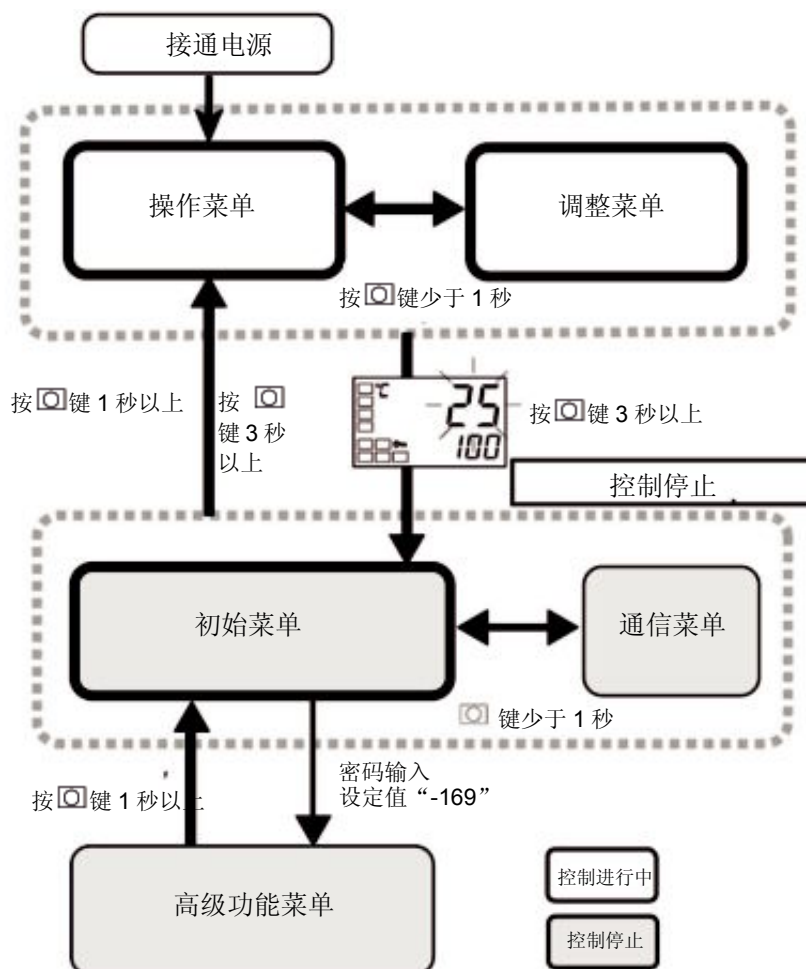 接通电源
操作菜单
调整菜单
按键少于 1 秒
按键 1 秒以上
按
键 3 秒
以上
℃
25
100
按键 3 秒以上
控制停止
初始菜单
通信菜单
键少于 1 秒
按键 1 秒以上
密码输入
设定值“-169”
高级功能菜单
控制进行中
控制停止